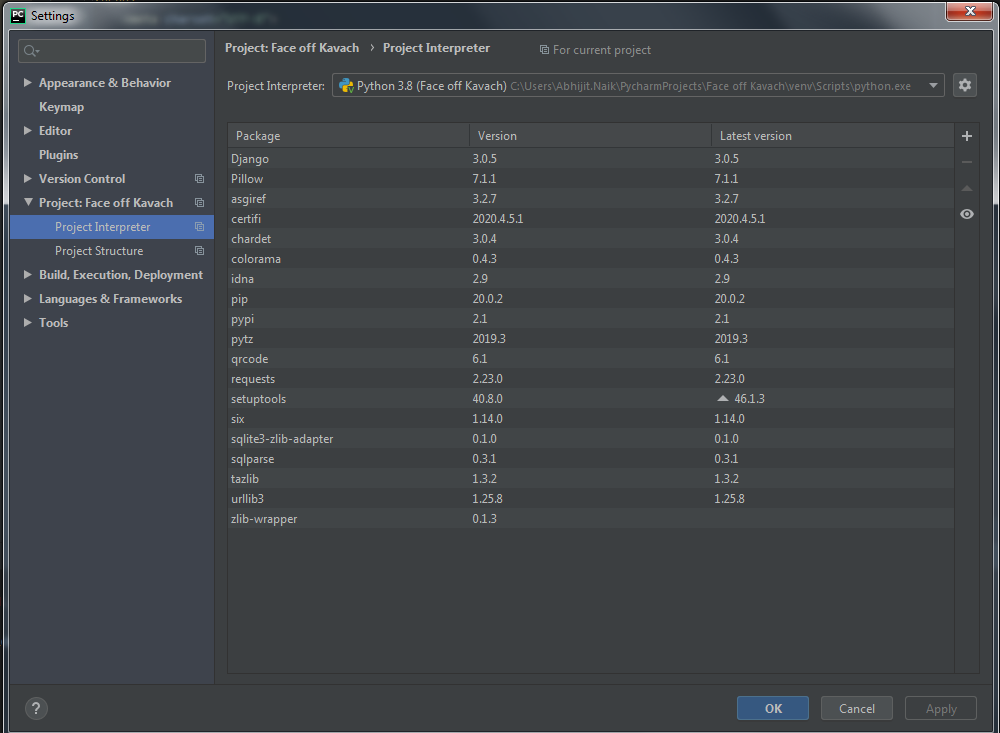 PC Settings
Project: Face off Kavach › Project Interpreter For current project
Appearance & Behavior
Keymap
Editor
Plugins
Version Control
Project: Face off Kavach
Project Interpreter
Project Structure
Build, Execution, Deployment
Languages & Frameworks
Tools
Project Interpreter: Python 3.8 (Face off Kavach) C:\Users\Abhijit.Naik\PycharmProjects\Face off Kavach\venv\Scripts\python.exe
Package Version Latest version
Django 3.0.5 3.0.5
Pillow 7.1.1 7.1.1
asgiref 3.2.7 3.2.7
certifi 2020.4.5.1 2020.4.5.1
chardet 3.0.4 3.0.4
colorama 0.4.3 0.4.3
idna 2.9 2.9
pip 20.0.2 20.0.2
pypi 2.1 2.1
pytz 2019.3 2019.3
qrcode 6.1 6.1
requests 2.23.0 2.23.0
setuptools 40.8.0 46.1.3
six 1.14.0 1.14.0
sqlite3-zlib-adapter 0.1.0 0.1.0
sqlparse 0.3.1 0.3.1
tazlib 1.3.2 1.3.2
urllib3 1.25.8 1.25.8
zlib-wrapper 0.1.3
? OK Cancel Apply